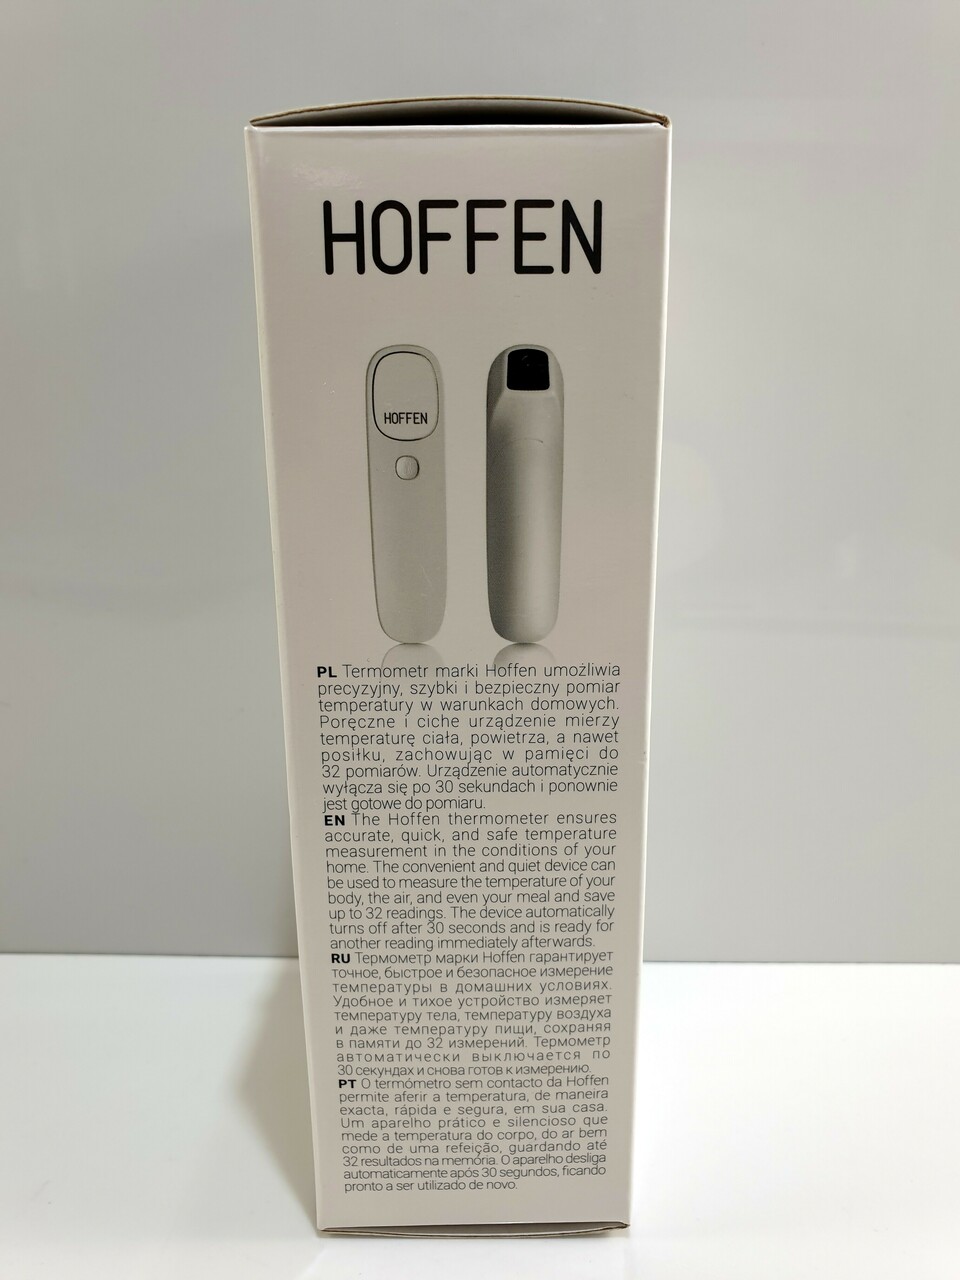 HOFFEN
HOFFEN
PL Termometr marki Hoffen umożliwia
precyzyjny, szybki i bezpieczny pomiar
temperatury w warunkach domowych.
Poręczne i ciche urządzenie mierzy
temperaturę ciała, powietrza, a nawet
posiłku, zachowując w pamięci do
32 pomiarów. Urządzenie automatycznie
wyłącza się po 30 sekundach i ponownie
jest gotowe do pomiaru.
EN The Hoffen thermometer ensures
accurate, quick, and safe temperature
measurement in the conditions of your
home. The convenient and quiet device can
be used to measure the temperature of your
body, the air, and even your meal and save
up to 32 readings. The device automatically
turns off after 30 seconds and is ready for
another reading immediately afterwards.
RU Термометр марки Hoffen гарантирует
точное, быстрое и безопасное измерение
температуры в домашних условиях.
Удобное и тихое устройство измеряет
температуру тела, температуру воздуха
и даже температуру пищи, сохраняя
в памяти до 32 измерений. Термометр
автоматически выключается по
30 секундах и снова готов к измерению.
PT O termómetro sem contacto da Hoffen
permite aferir a temperatura, de maneira
exacta, rápida e segura, em sua casa.
Um aparelho prático e silencioso que
mede a temperatura do corpo, do ar bem
como de uma refeição, guardando até
32 resultados na memória. O aparelho desliga
automaticamente após 30 segundos, ficando
pronto a ser utilizado de novo.